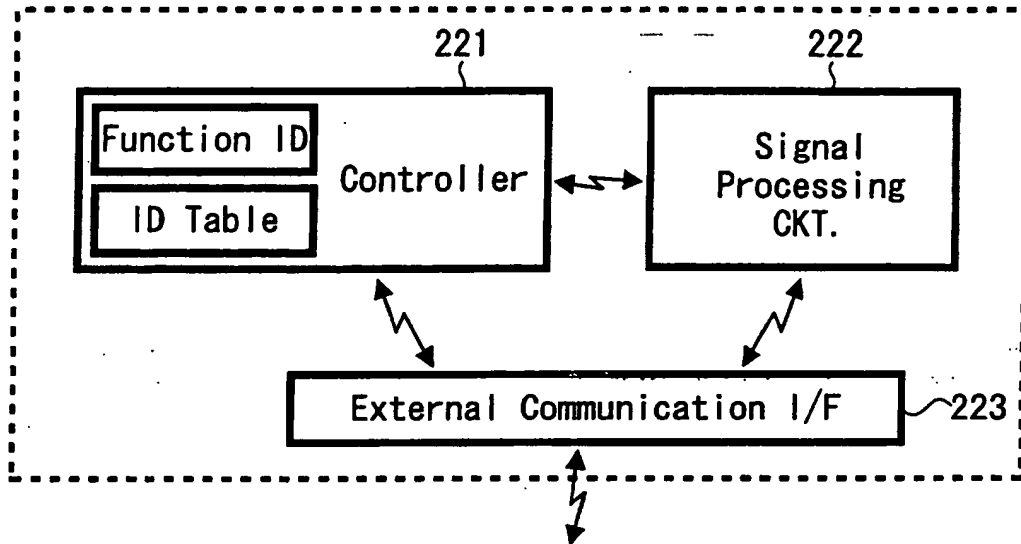 221
222
Function ID
ID Table
Controller
Signal
Processing
CKT.
External Communication I/F
223